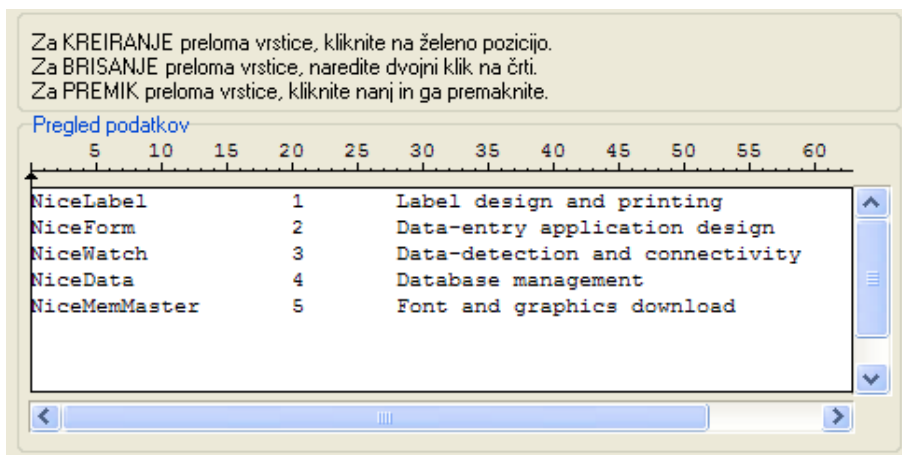 Za KREIRANJE preloma vrstice, kliknite na želeno pozicijo.
Za BRISANJE preloma vrstice, naredite dvojni klik na črti.
Za PREMIK preloma vrstice, kliknite nanj in ga premaknite.
Pregled podatkov
5 10 15 20 25 30 35 40 45 50 55 60
NiceLabel 1 Label design and printing
NiceForm 2 Data-entry application design
NiceWatch 3 Data-detection and connectivity
NiceData 4 Database management
NiceMemMaster 5 Font and graphics download